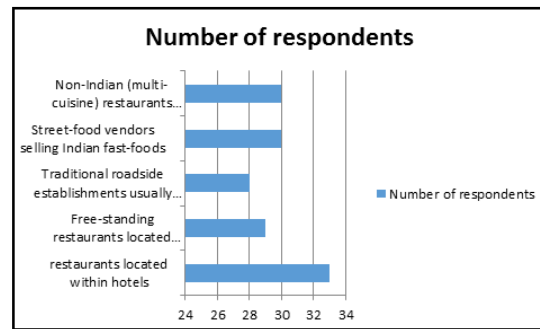 Number of respondents
Non-Indian (multi-
cuisine) restaurants...
Street-food vendors
selling Indian fast-foods
Traditional roadside
establishments usually...
Free-standing
restaurants located...
restaurants located
within hotels
Number of respondents
24 26 28 30 32 34